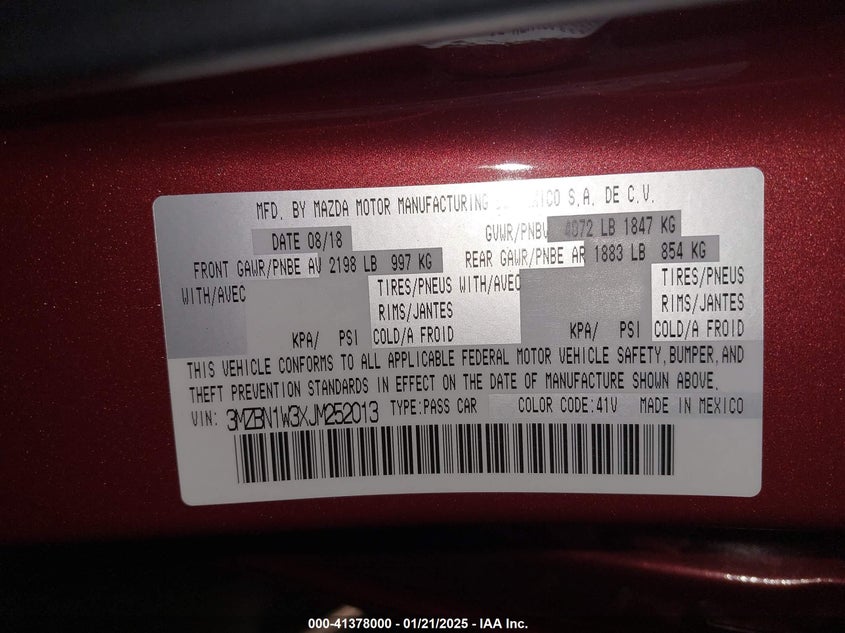 MFD. BY MAZDA MOTOR MANUFACTURING S.A. DE C.V.
DATE 08/18 GVWR/PNBV 4072 LB 1847 KG
FRONT GAWR/PNBE AV 2198 LB 997 KG REAR GAWR/PNBE AR 1883 LB 854 KG
WITH/AVEC TIRES/PNEUS WITH/AVEC TIRES/PNEUS
RIMS/JANTES RIMS/JANTES
KPA/ PSI COLD/A FROID KPA/ PSI COLD/A FROID
THIS VEHICLE CONFORMS TO ALL APPLICABLE FEDERAL MOTOR VEHICLE SAFETY, BUMPER, AND
THEFT PREVENTION STANDARDS IN EFFECT ON THE DATE OF MANUFACTURE SHOWN ABOVE.
VIN: 3MZBN1W3XJM252013 TYPE:PASS CAR COLOR CODE:41V MADE IN MEXICO
000-41378000 - 01/21/2025 - IAA Inc.